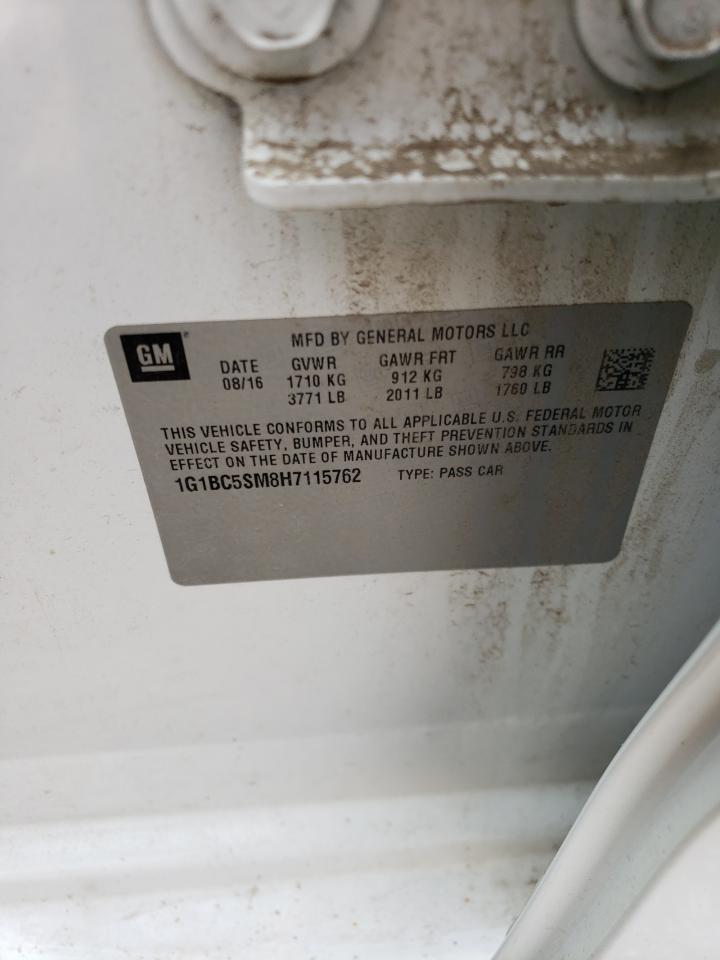 GM
MFD BY GENERAL MOTORS LLC
DATE GVWR GAWR FRT GAWR RR
08/16 1710 KG 912 KG 798 KG
3771 LB 2011 LB 1760 LB
THIS VEHICLE CONFORMS TO ALL APPLICABLE U.S. FEDERAL MOTOR
VEHICLE SAFETY, BUMPER, AND THEFT PREVENTION STANDARDS IN
EFFECT ON THE DATE OF MANUFACTURE SHOWN ABOVE.
1G1BC5SM8H7115762 TYPE: PASS CAR